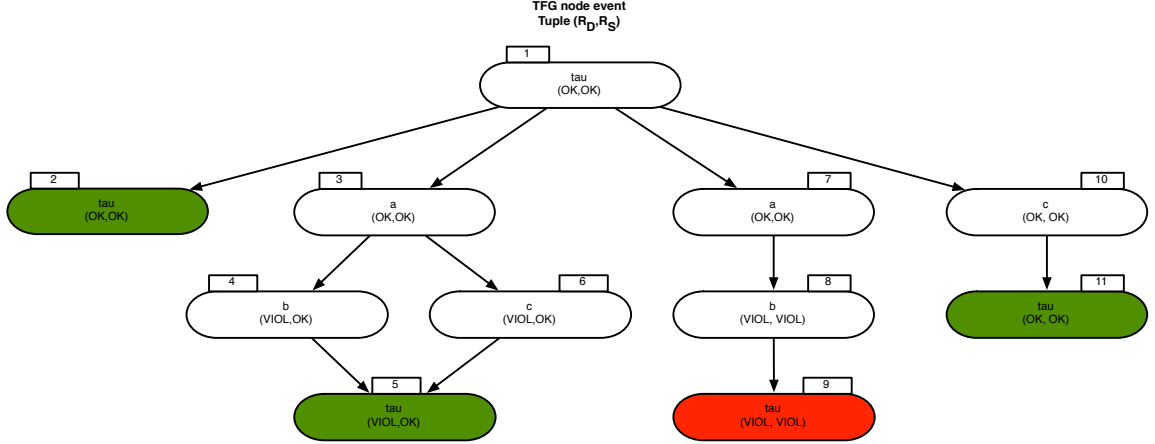 TFG node event
Tuple (RD,RS)
1
tau
(OK,OK)
2
tau
(OK,OK)
3
a
(OK,OK)
7
a
(OK,OK)
10
c
(OK, OK)
4
b
(VIOL,OK)
6
c
(VIOL,OK)
8
b
(VIOL, VIOL)
11
tau
(OK, OK)
5
tau
(VIOL,OK)
9
tau
(VIOL, VIOL)